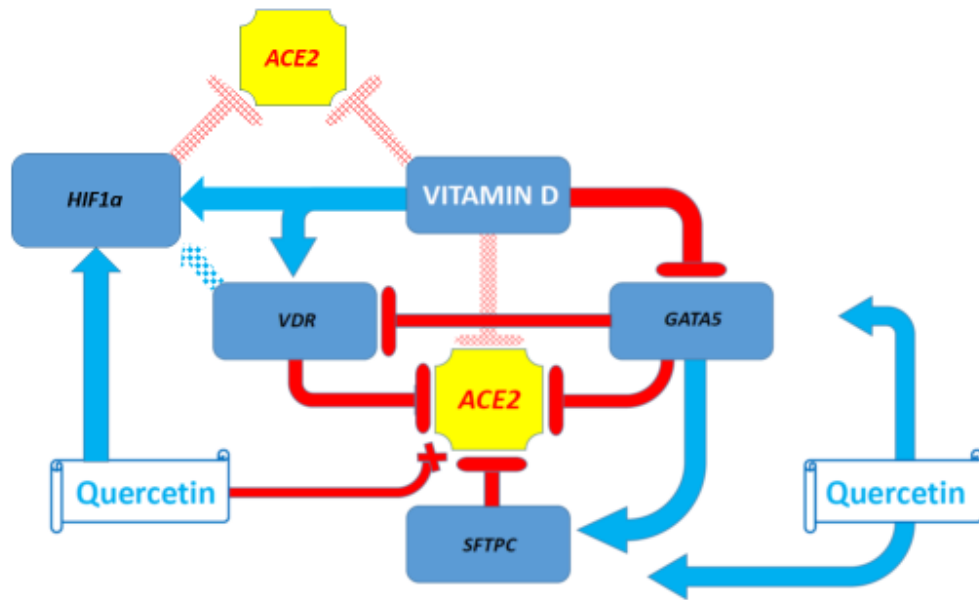 ACE2
HIF1a
VITAMIN D
VDR
GATA5
ACE2
Quercetin
Quercetin
SFTPC